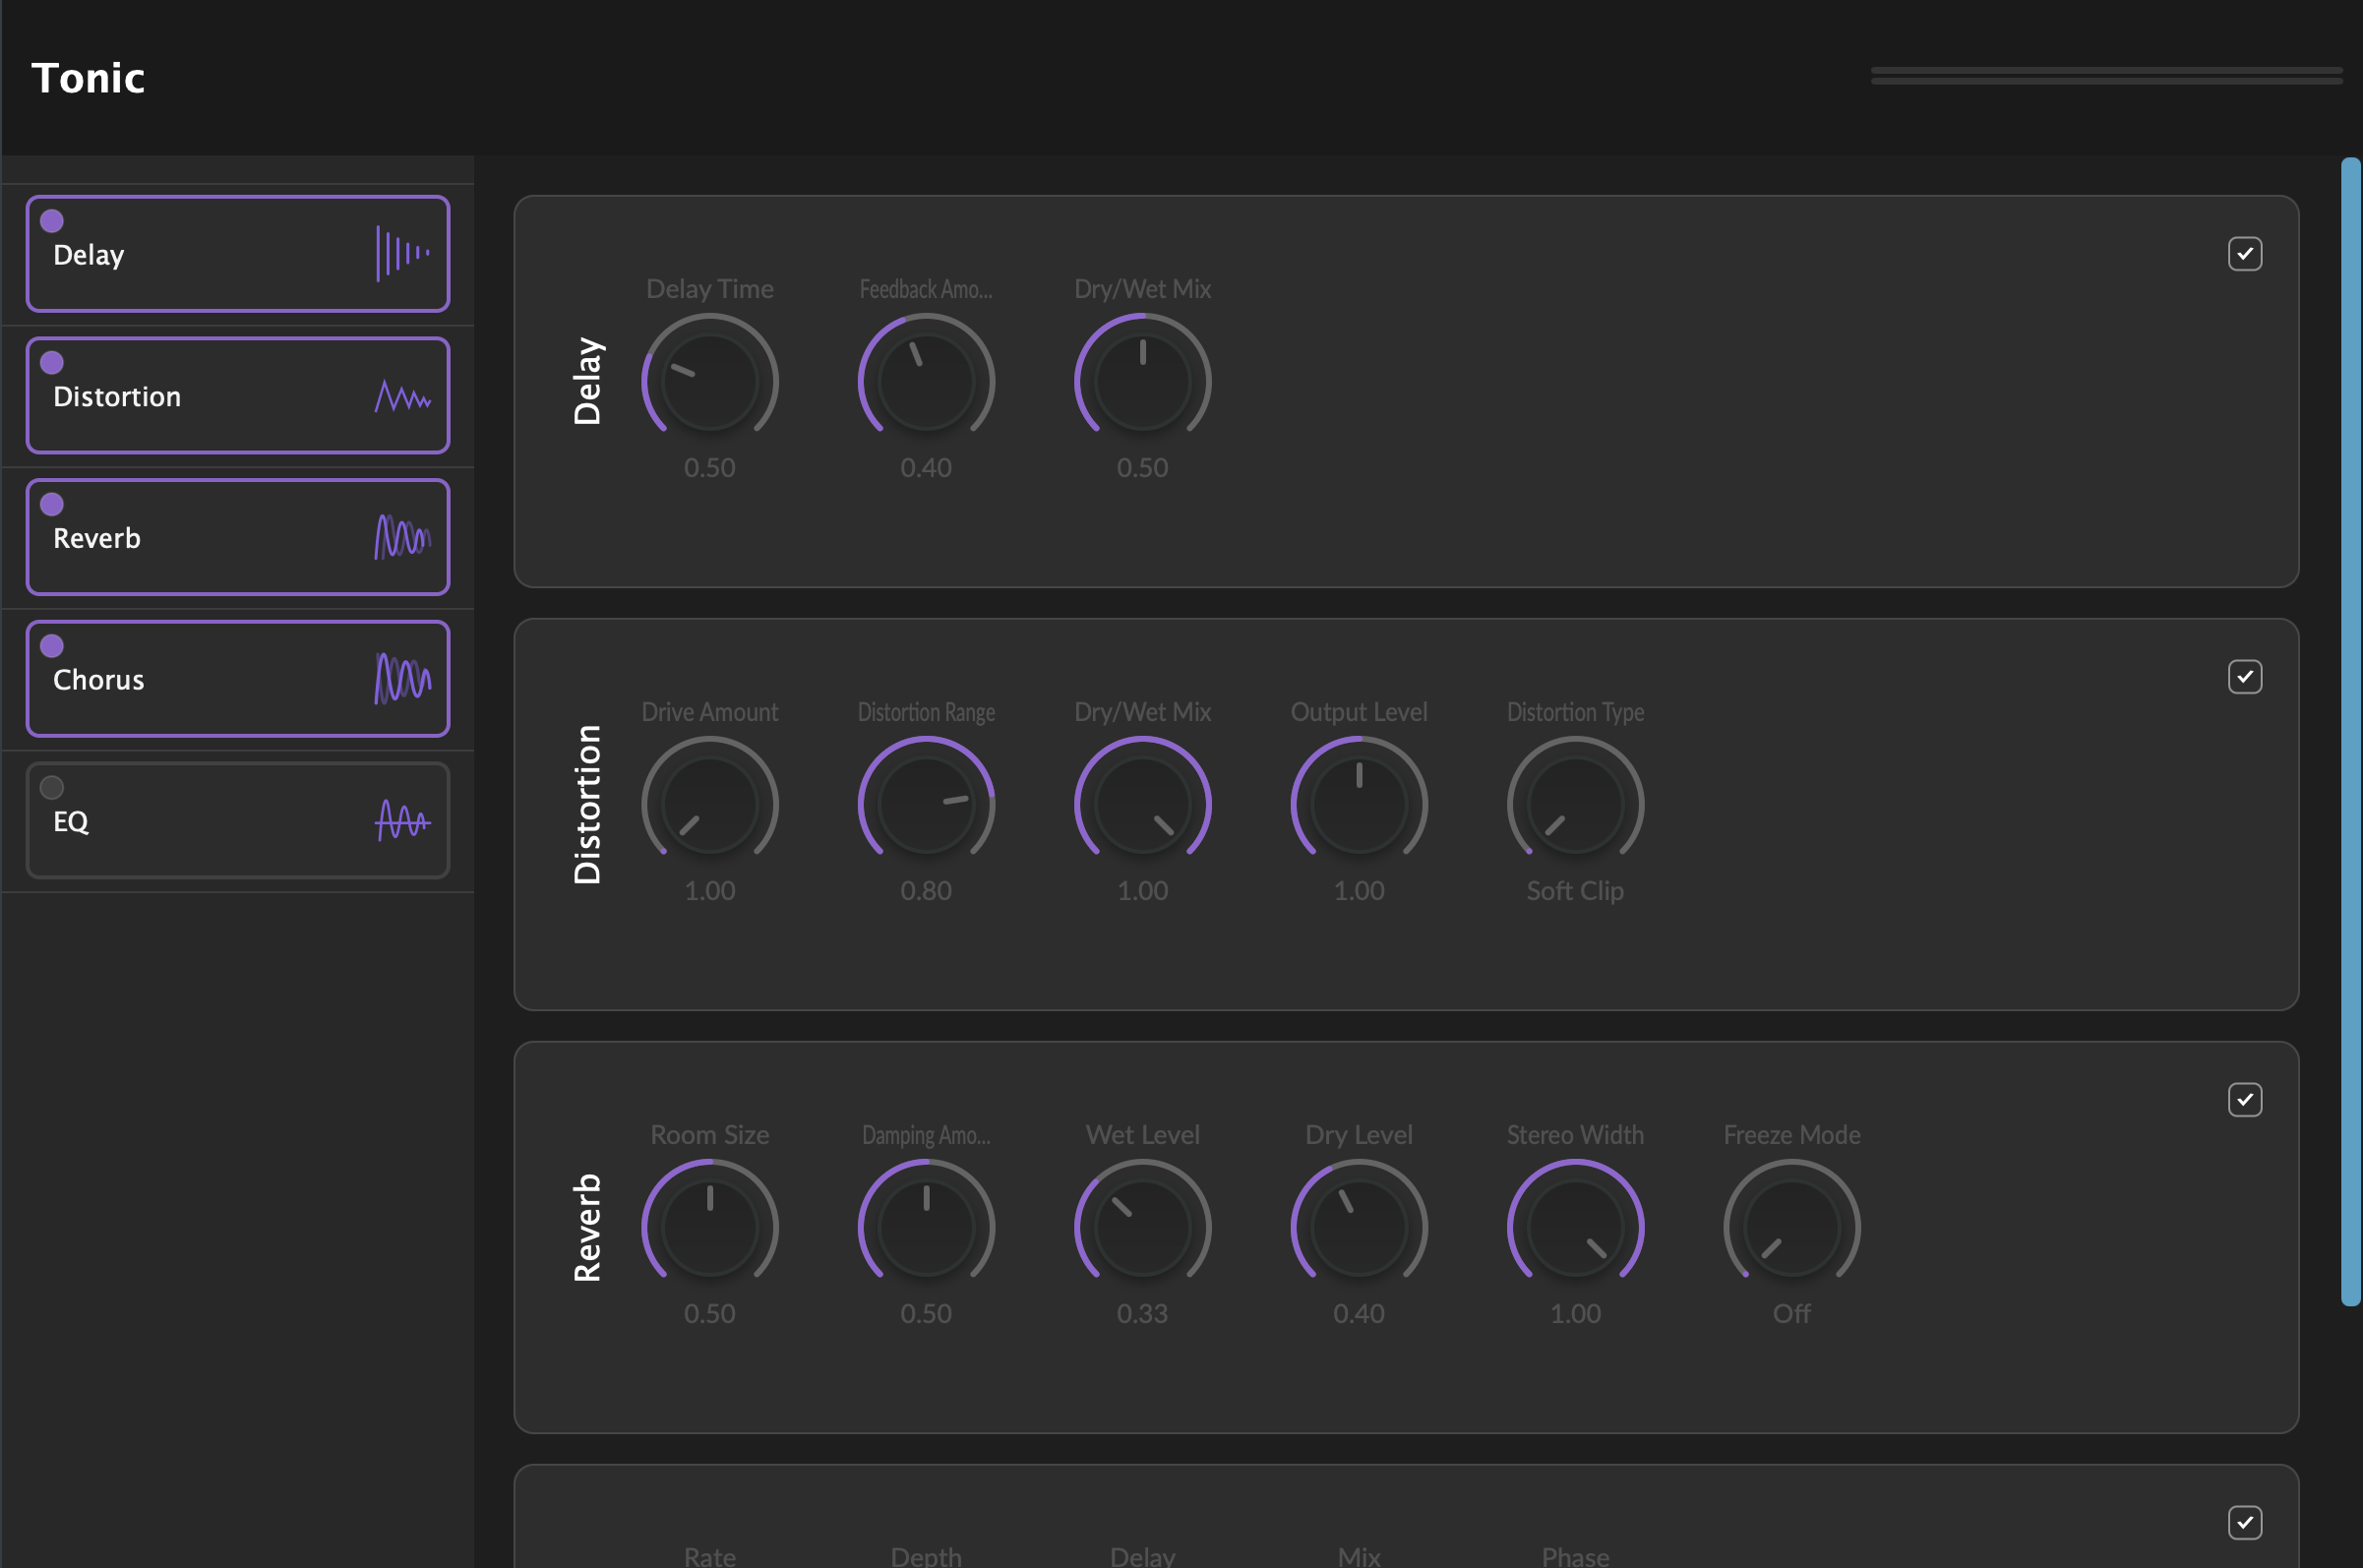 Tonic
Delay
Distortion
Reverb
Chorus
EQ
Delay
Delay Time
Feedback Amo...
Dry/Wet Mix
0.50
0.40
0.50
Distortion
Drive Amount
Distortion Range
Dry/Wet Mix
Output Level
Distortion Type
1.00
0.80
1.00
1.00
Soft Clip
Reverb
Room Size
Damping Amo...
Wet Level
Dry Level
Stereo Width
Freeze Mode
0.50
0.50
0.33
0.40
1.00
Off
Rate
Depth
Delay
Mix
Phase